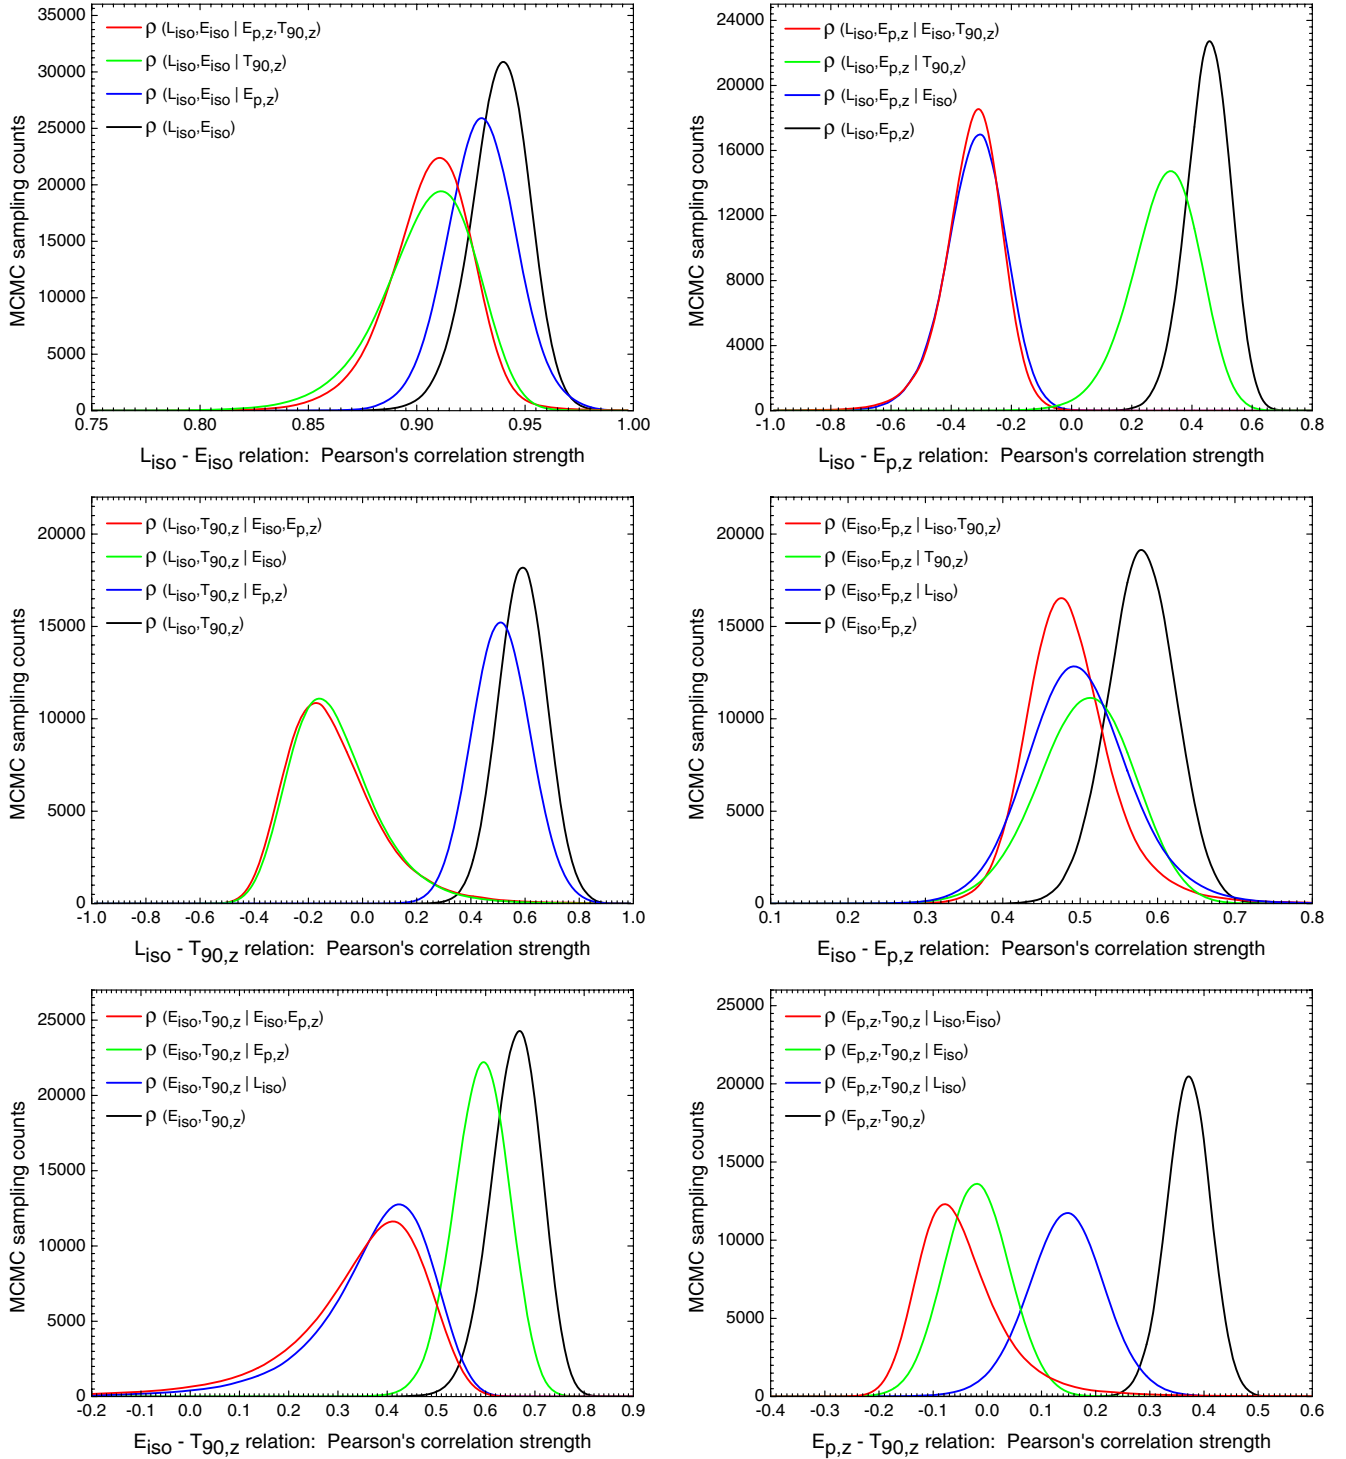 35000
30000
25000
20000
15000
10000
5000
0
MCMC sampling counts
ρ (Liso,Eiso | Ep,z,T90,z)
ρ (Liso,Eiso | T90,z)
ρ (Liso,Eiso | Ep,z)
ρ (Liso,Eiso)
0.75 0.80 0.85 0.90 0.95 1.00
Liso - Eiso relation: Pearson's correlation strength
24000
20000
16000
12000
8000
4000
0
MCMC sampling counts
ρ (Liso,Ep,z | Eiso,T90,z)
ρ (Liso,Ep,z | T90,z)
ρ (Liso,Ep,z | Eiso)
ρ (Liso,Ep,z)
-1.0 -0.8 -0.6 -0.4 -0.2 0.0 0.2 0.4 0.6 0.8
Liso - Ep,z relation: Pearson's correlation strength
20000
15000
10000
5000
0
MCMC sampling counts
ρ (Liso,T90,z | Eiso,Ep,z)
ρ (Liso,T90,z | Eiso)
ρ (Liso,T90,z | Ep,z)
ρ (Liso,T90,z)
-1.0 -0.8 -0.6 -0.4 -0.2 0.0 0.2 0.4 0.6 0.8 1.0
Liso - T90,z relation: Pearson's correlation strength
20000
15000
10000
5000
0
MCMC sampling counts
ρ (Eiso,Ep,z | Liso,T90,z)
ρ (Eiso,Ep,z | T90,z)
ρ (Eiso,Ep,z | Liso)
ρ (Eiso,Ep,z)
0.1 0.2 0.3 0.4 0.5 0.6 0.7 0.8
Eiso - Ep,z relation: Pearson's correlation strength
25000
20000
15000
10000
5000
0
MCMC sampling counts
ρ (Eiso,T90,z | Eiso,Ep,z)
ρ (Eiso,T90,z | Ep,z)
ρ (Eiso,T90,z | Liso)
ρ (Eiso,T90,z)
-0.2 -0.1 0.0 0.1 0.2 0.3 0.4 0.5 0.6 0.7 0.8 0.9
Eiso - T90,z relation: Pearson's correlation strength
25000
20000
15000
10000
5000
0
MCMC sampling counts
ρ (Ep,z,T90,z | Liso,Eiso)
ρ (Ep,z,T90,z | Eiso)
ρ (Ep,z,T90,z | Liso)
ρ (Ep,z,T90,z)
-0.4 -0.3 -0.2 -0.1 0.0 0.1 0.2 0.3 0.4 0.5 0.6
Ep,z - T90,z relation: Pearson's correlation strength